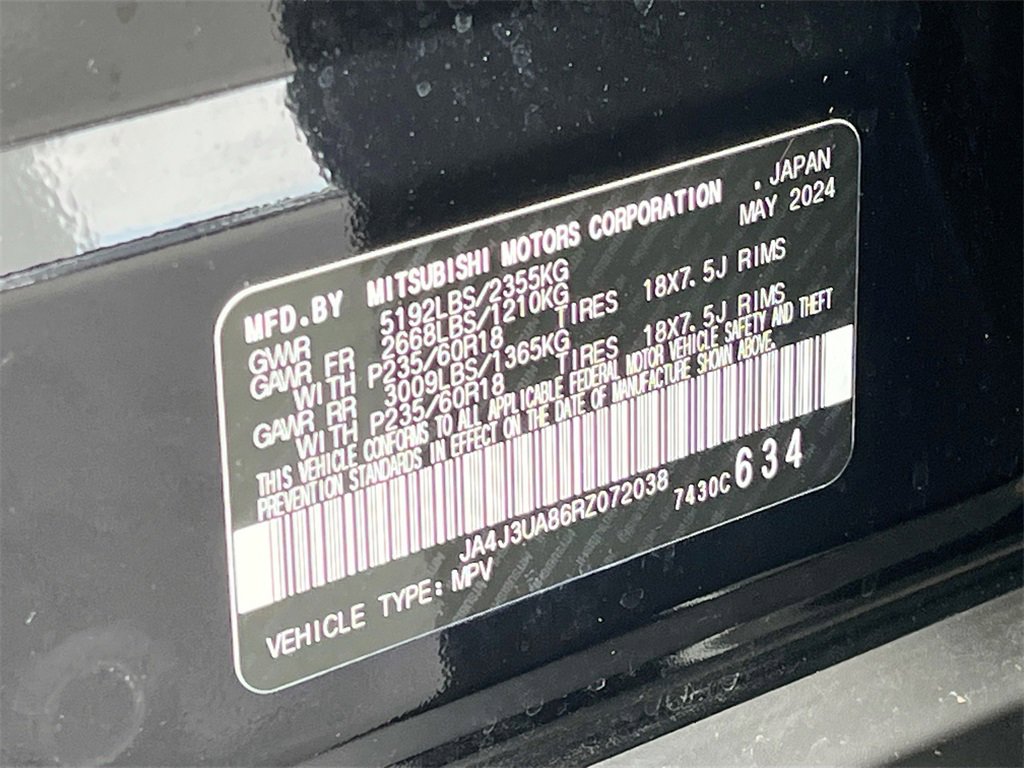 MFD.BY MITSUBISHI MOTORS CORPORATION . JAPAN
MAY 2024
GVWR 5192LBS/2355KG
GAWR FR 2668LBS/1210KG
WITH P235/60R18 TIRES 18X7.5J RIMS
GAWR RR 3009LBS/1365KG
WITH P235/60R18 TIRES 18X7.5J RIMS
THIS VEHICLE CONFORMS TO ALL APPLICABLE FEDERAL MOTOR VEHICLE SAFETY AND THEFT
PREVENTION STANDARDS IN EFFECT ON THE DATE OF MANUFACTURE SHOWN ABOVE.
JA4J3UA86RZ072038 7430C 634
VEHICLE TYPE: MPV